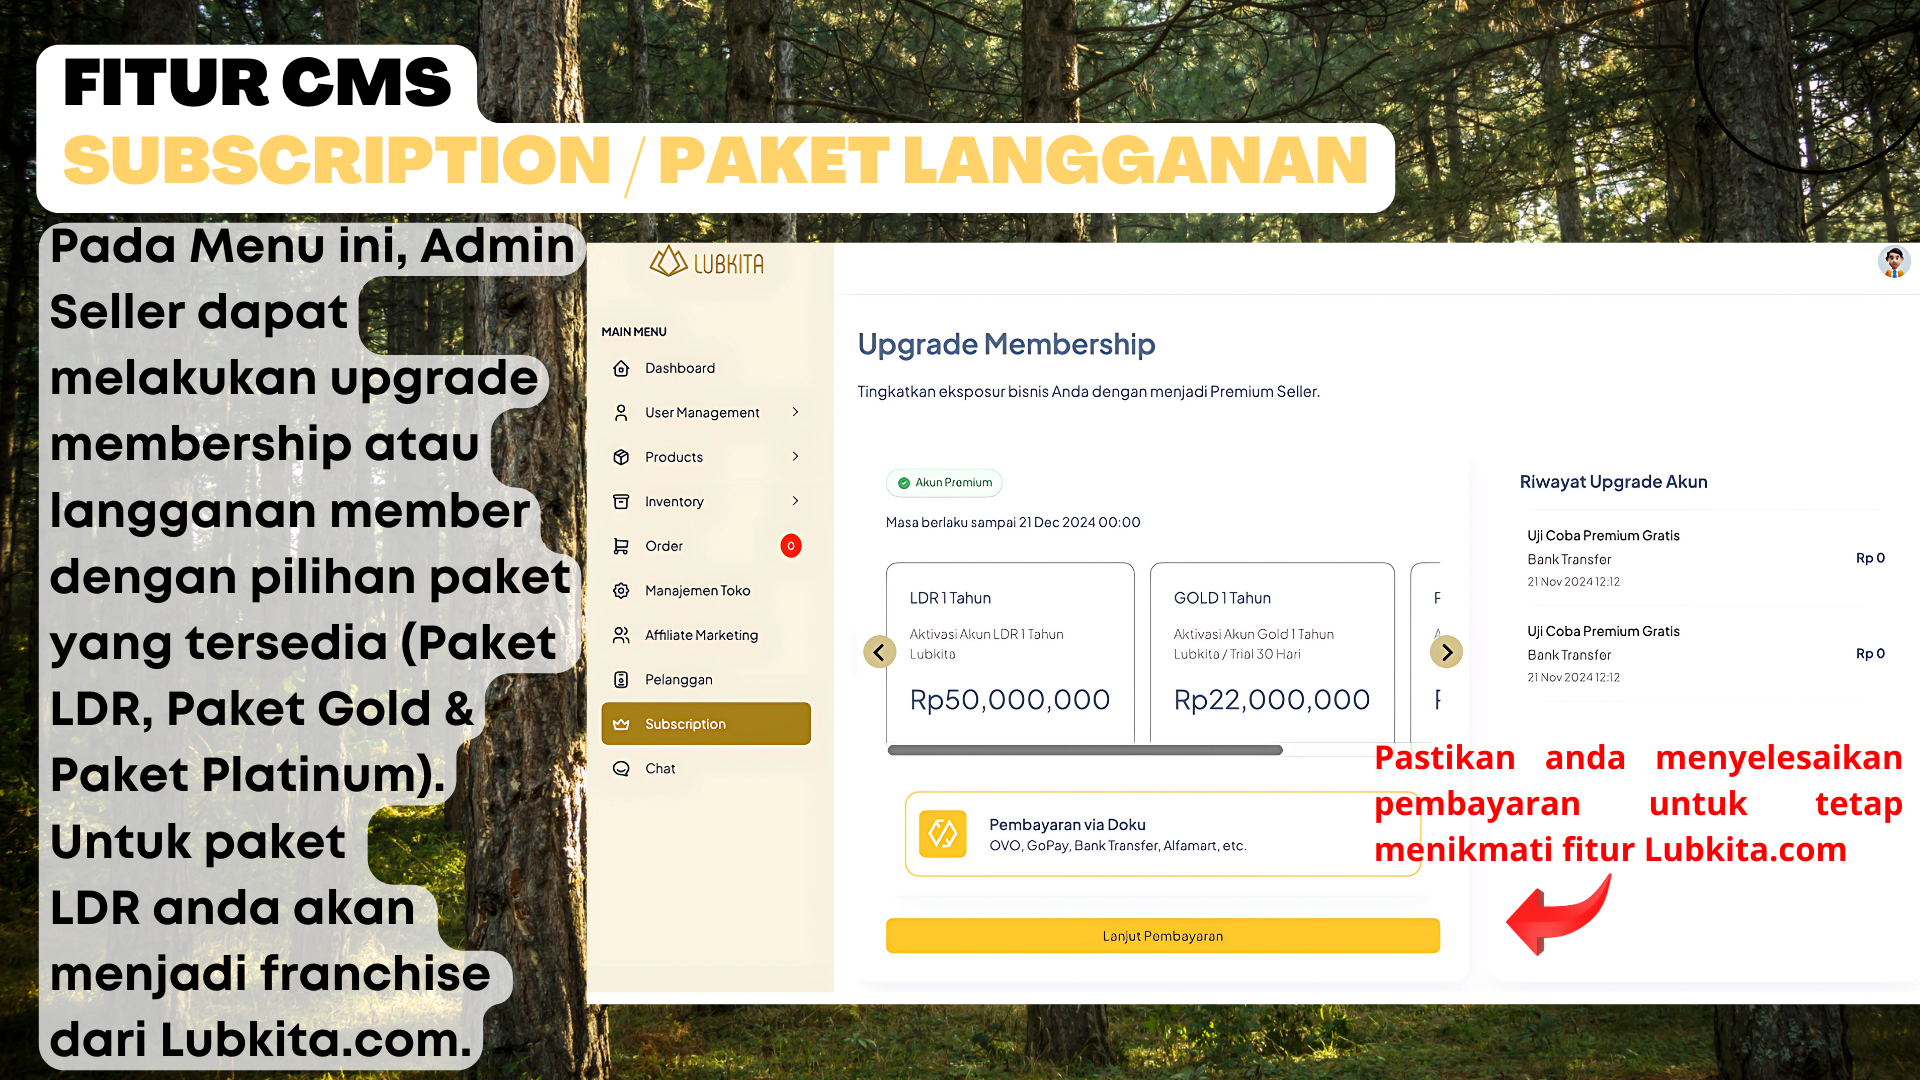 FITUR CMS
SUBSCRIPTION / PAKET LANGGANAN
Pada Menu ini, Admin
Seller dapat
melakukan upgrade
membership atau
langganan member
dengan pilihan paket
yang tersedia (Paket
LDR, Paket Gold &
Paket Platinum).
Untuk paket
LDR anda akan
menjadi franchise
dari Lubkita.com.
LUBKITA
MAIN MENU
Dashboard
User Management
Products
Inventory
Order 0
Manajemen Toko
Affiliate Marketing
Pelanggan
Subscription
Chat
Upgrade Membership
Tingkatkan eksposur bisnis Anda dengan menjadi Premium Seller.
Akun Premium
Masa berlaku sampai 21 Dec 2024 00:00
LDR 1 Tahun
Aktivasi Akun LDR 1 Tahun
Lubkita
Rp50,000,000
GOLD 1 Tahun
Aktivasi Akun Gold 1 Tahun
Lubkita / Trial 30 Hari
Rp22,000,000
Pembayaran via Doku
OVO, GoPay, Bank Transfer, Alfamart, etc.
Lanjut Pembayaran
Riwayat Upgrade Akun
Uji Coba Premium Gratis
Bank Transfer
Rp 0
21 Nov 2024 12:12
Uji Coba Premium Gratis
Bank Transfer
Rp 0
21 Nov 2024 12:12
Pastikan anda menyelesaikan
pembayaran untuk tetap
menikmati fitur Lubkita.com